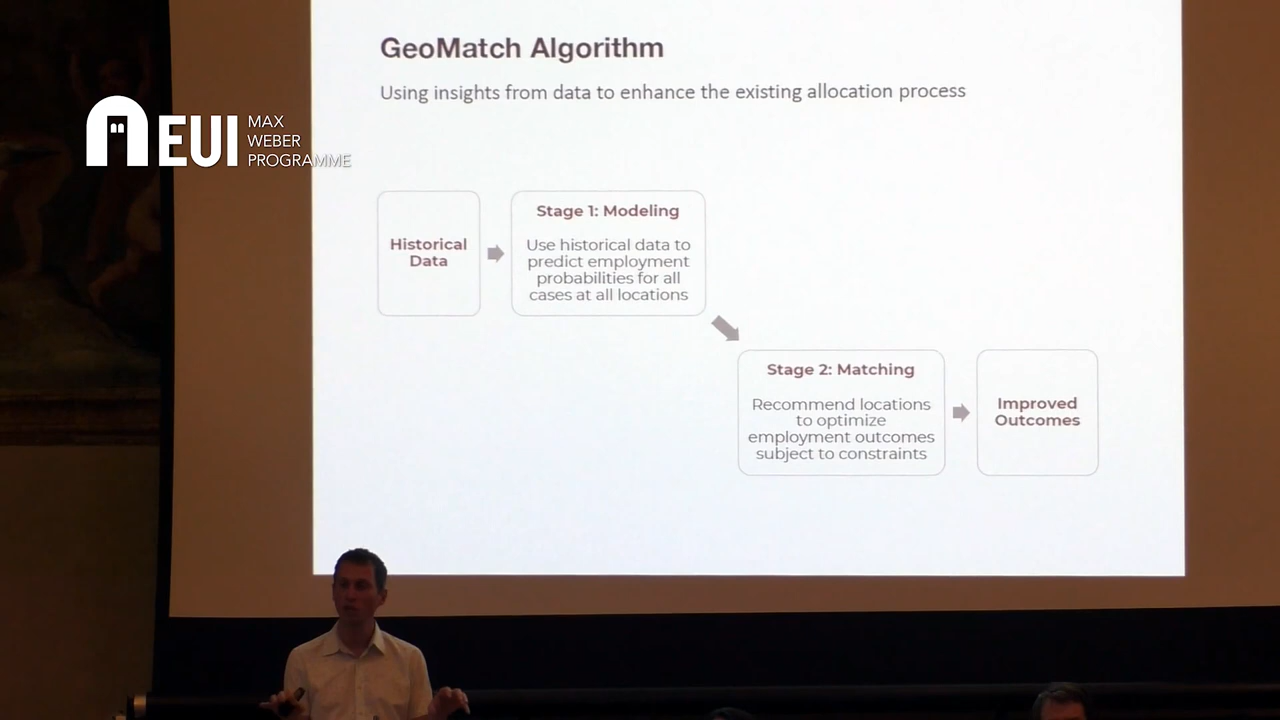 GeoMatch Algorithm
Using insights from data to enhance the existing allocation process
EUI
MAX
WEBER
PROGRAMME
Historical
Data
Stage 1: Modeling
Use historical data to
predict employment
probabilities for all
cases at all locations
Stage 2: Matching
Recommend locations
to optimize
employment outcomes
subject to constraints
Improved
Outcomes